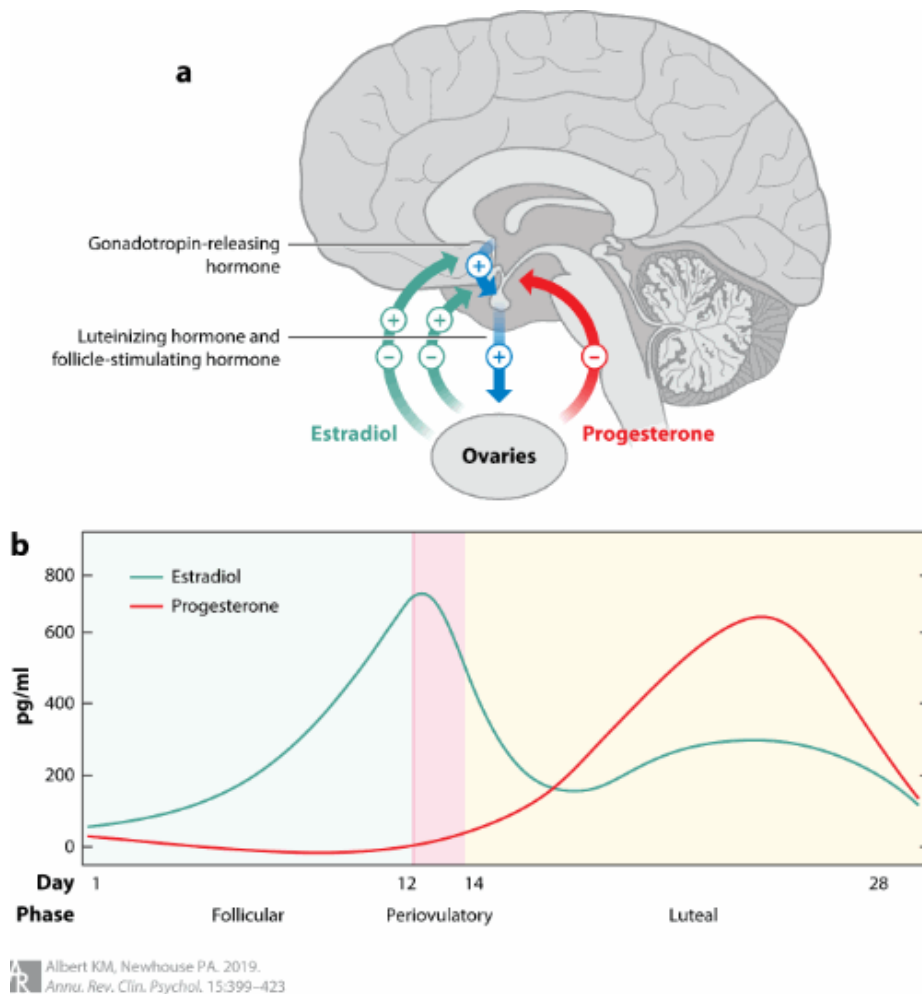 a
Gonadotropin-releasing
hormone
Luteinizing hormone and
follicle-stimulating hormone
+
+
+
+
−
−
−
Estradiol
Progesterone
Ovaries
b
Estradiol
Progesterone
pg/ml
800
600
400
200
0
Day 1 12 14 28
Phase Follicular Periovulatory Luteal
AR Albert KM, Newhouse PA. 2019.
Annu. Rev. Clin. Psychol. 15:399–423